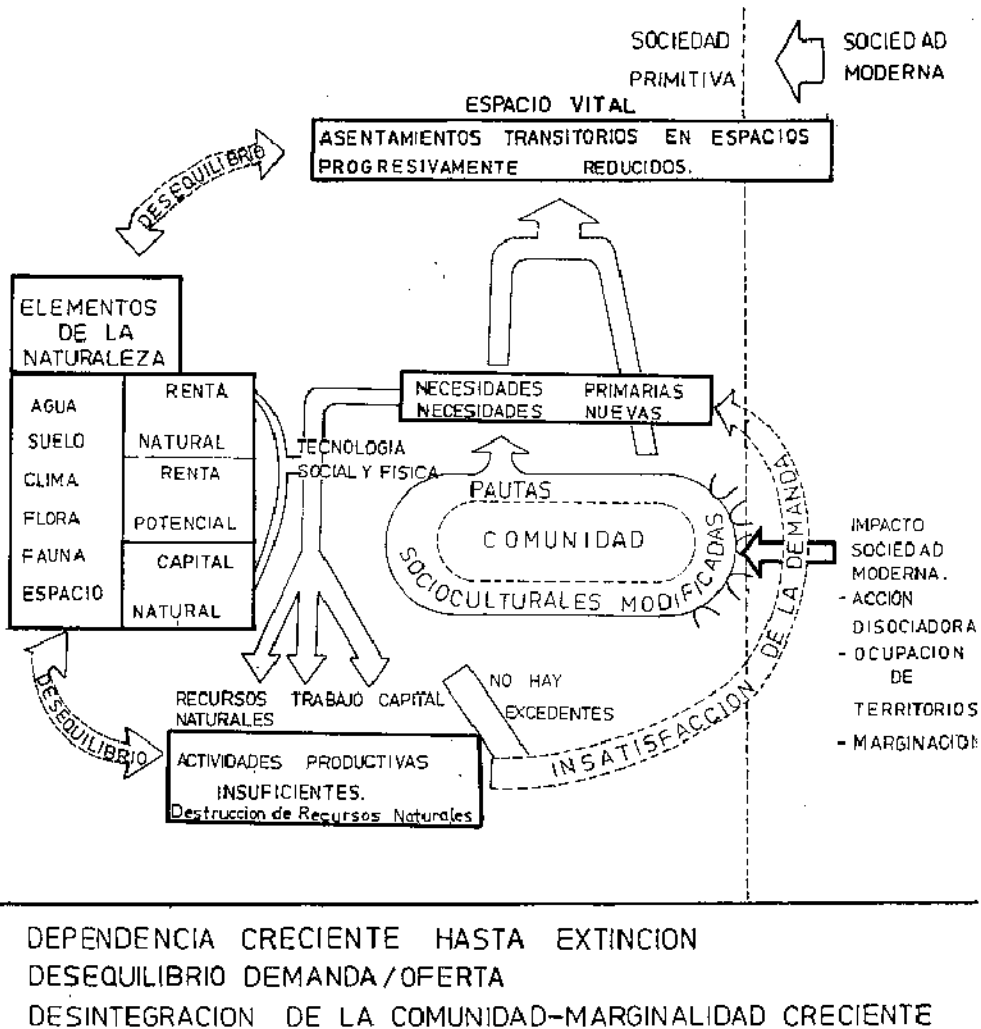 SOCIEDAD
PRIMITIVA
SOCIEDAD
MODERNA
ESPACIO VITAL
ASENTAMIENTOS TRANSITORIOS EN ESPACIOS
PROGRESIVAMENTE REDUCIDOS.
DESEQUILIBRIO
ELEMENTOS
DE LA
NATURALEZA
AGUA
SUELO
CLIMA
FLORA
FAUNA
ESPACIO
RENTA
NATURAL
RENTA
POTENCIAL
CAPITAL
NATURAL
TECNOLOGIA
SOCIAL Y FISICA
NECESIDADES PRIMARIAS
NECESIDADES NUEVAS
PAUTAS
SOCIOCULTURALES MODIFICADAS
COMUNIDAD
INSATISFACCION DE LA DEMANDA
IMPACTO
SOCIEDAD
MODERNA.
- ACCION
DISOCIADORA
- OCUPACION
DE
TERRITORIOS
- MARGINACION
RECURSOS
NATURALES
TRABAJO
CAPITAL
NO HAY
EXCEDENTES
DESEQUILIBRIO
ACTIVIDADES PRODUCTIVAS
INSUFICIENTES.
Destruccion de Recursos Naturales
DEPENDENCIA CRECIENTE HASTA EXTINCION
DESEQUILIBRIO DEMANDA/OFERTA
DESINTEGRACION DE LA COMUNIDAD-MARGINALIDAD CRECIENTE